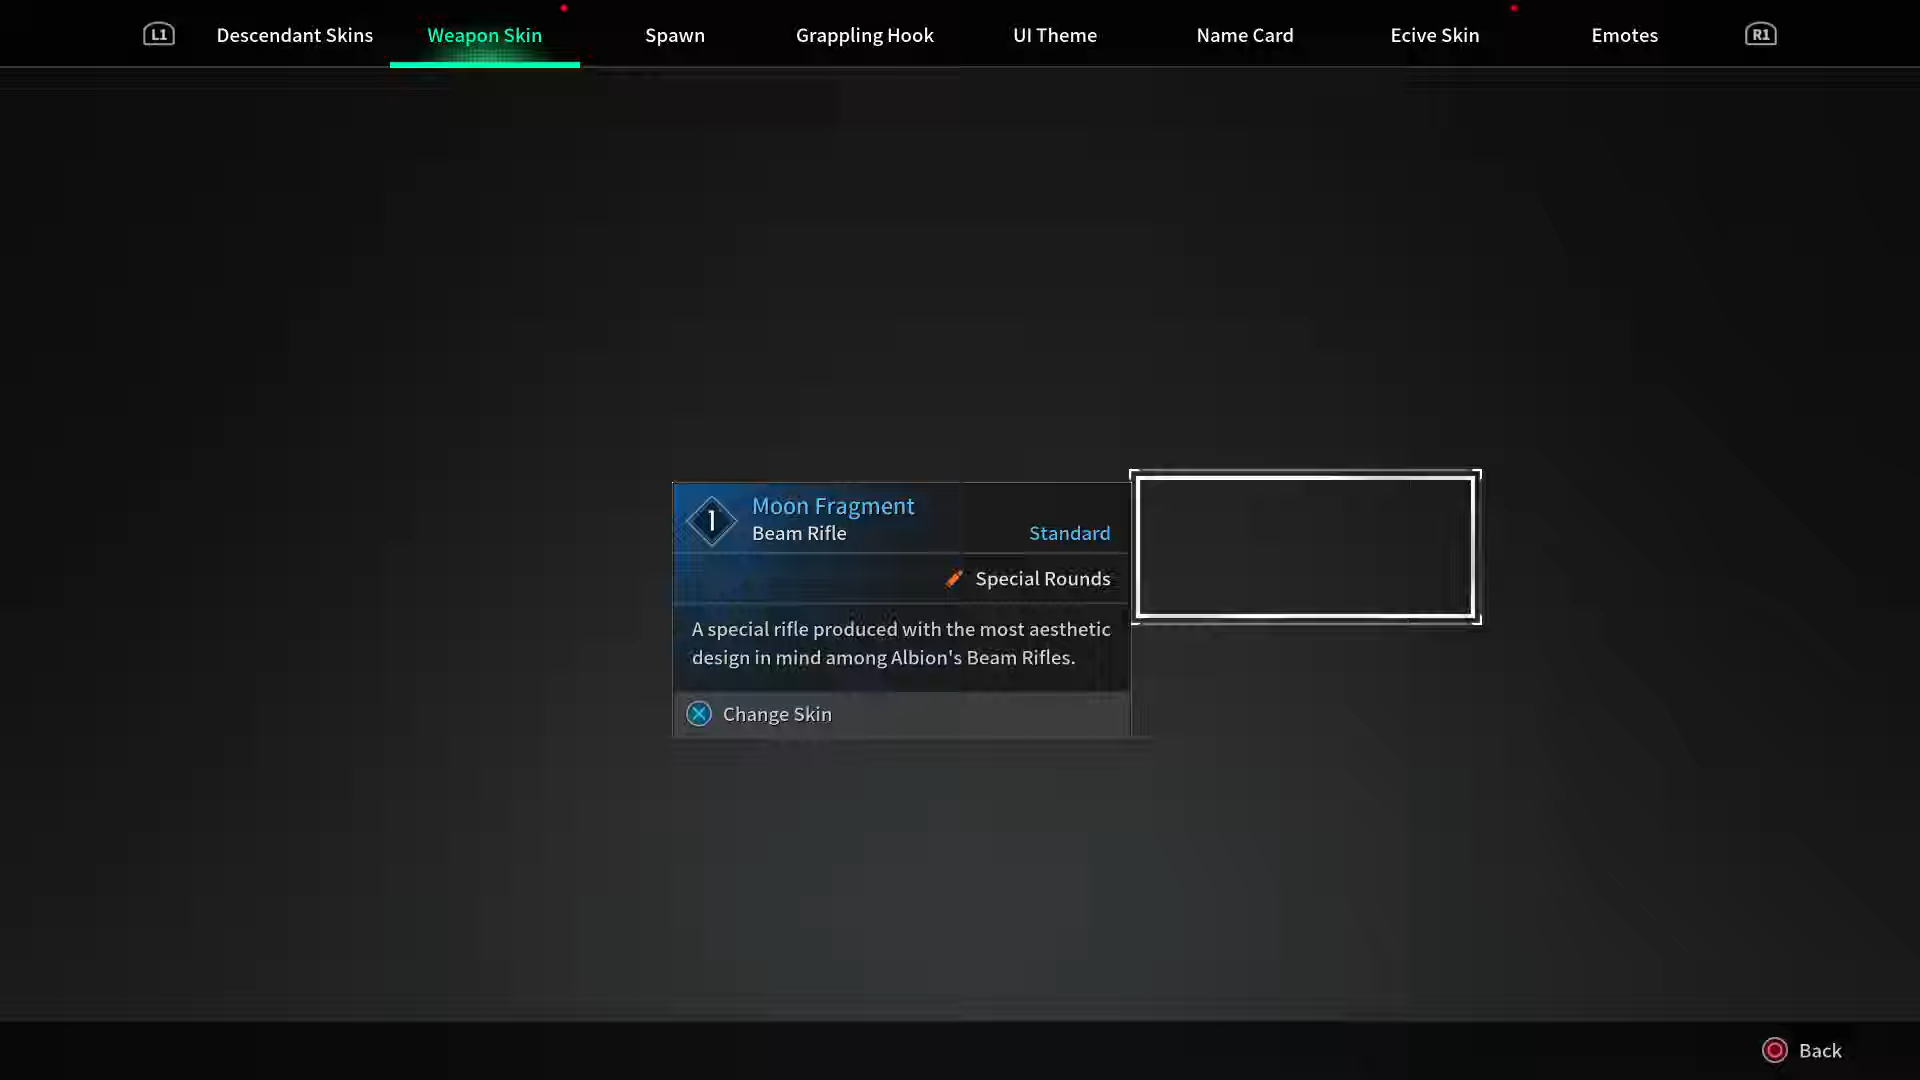 L1 Descendant Skins Weapon Skin Spawn Grappling Hook UI Theme Name Card Ecive Skin Emotes R1
1 Moon Fragment
Beam Rifle Standard
Special Rounds
A special rifle produced with the most aesthetic
design in mind among Albion's Beam Rifles.
Change Skin
Back